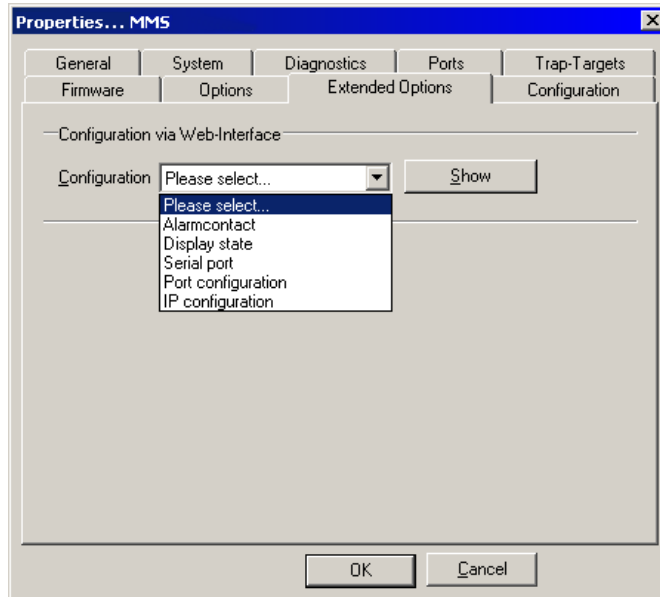 Properties... MMS
General System Diagnostics Ports Trap-Targets
Firmware Options Extended Options Configuration
Configuration via Web-Interface
Configuration Please select... Show
Please select...
Alarmcontact
Display state
Serial port
Port configuration
IP configuration
OK Cancel